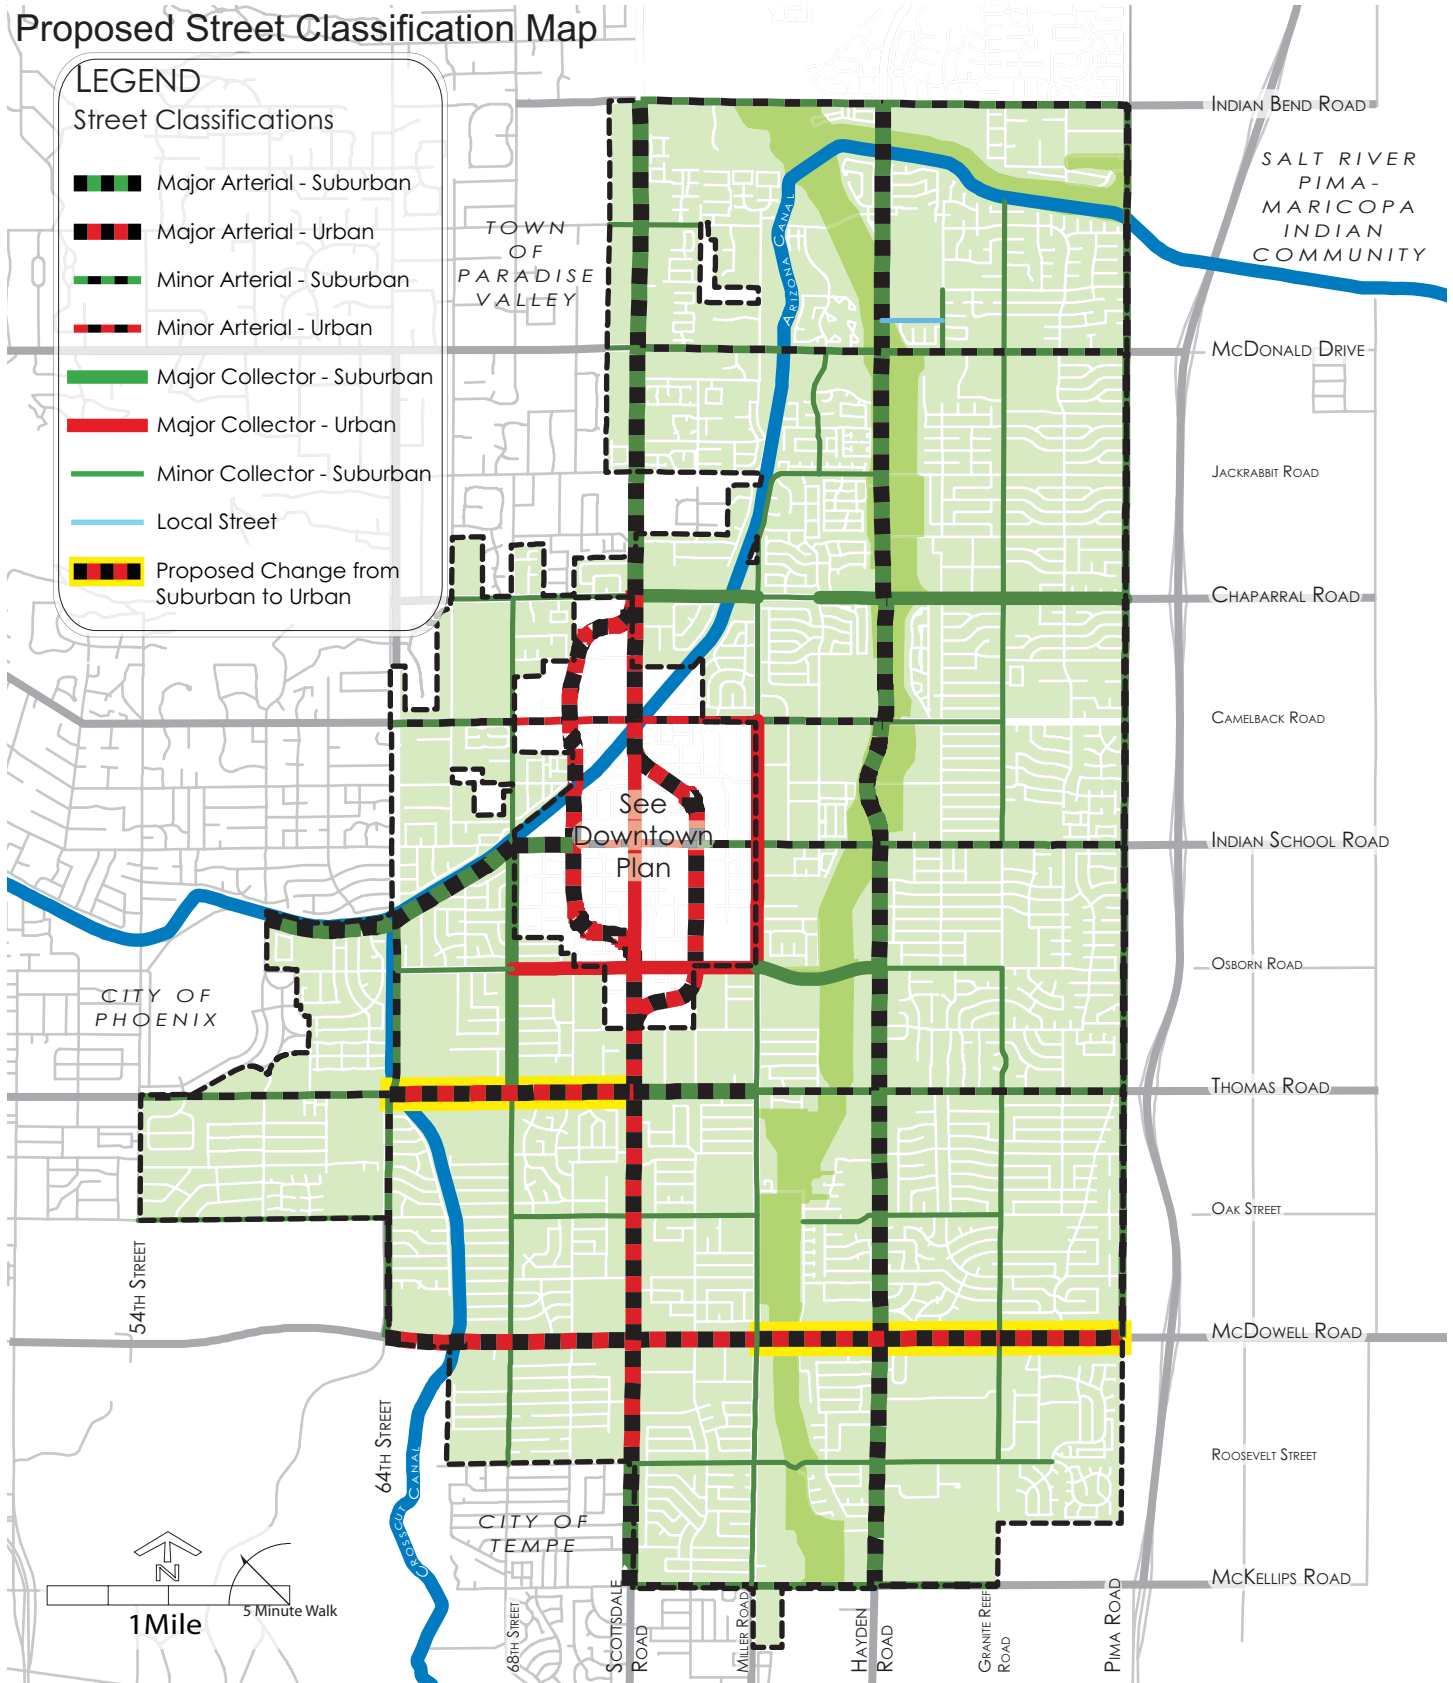 Proposed Street Classification Map
LEGEND
Street Classifications
Major Arterial - Suburban
Major Arterial - Urban
Minor Arterial - Suburban
Minor Arterial - Urban
Major Collector - Suburban
Major Collector - Urban
Minor Collector - Suburban
Local Street
Proposed Change from
Suburban to Urban
TOWN
OF
PARADISE
VALLEY
ARIZONA CANAL
SALT RIVER
PIMA-
MARICOPA
INDIAN
COMMUNITY
INDIAN BEND ROAD
MCDONALD DRIVE
JACKRABBIT ROAD
CHAPARRAL ROAD
CAMELBACK ROAD
INDIAN SCHOOL ROAD
OSBORN ROAD
THOMAS ROAD
OAK STREET
MCDOWELL ROAD
ROOSEVELT STREET
MCKELLIPS ROAD
See
Downtown
Plan
CITY OF
PHOENIX
54TH STREET
64TH STREET
CROSSCUT CANAL
CITY OF
TEMPE
N
1Mile
5 Minute Walk
68TH STREET
SCOTTSDALE
ROAD
MILLER ROAD
HAYDEN
ROAD
GRANITE REEF
ROAD
PIMA ROAD